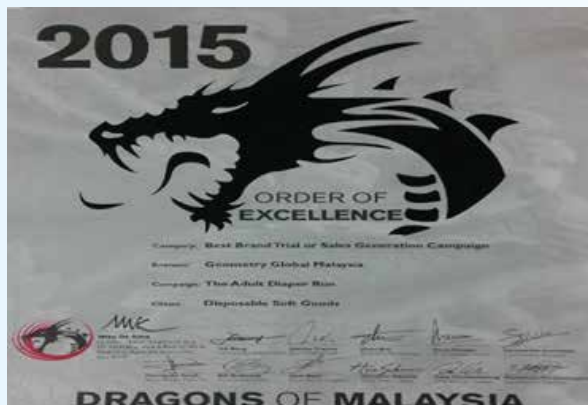 2015
ORDER OF
EXCELLENCE
Category: Best Brand Trial or Sales Generation Campaign
Entrant: Geometry Global Malaysia
Campaign: The Adult Diaper Run
Client: Disposable Soft Goods
DRAGONS OF MALAYSIA